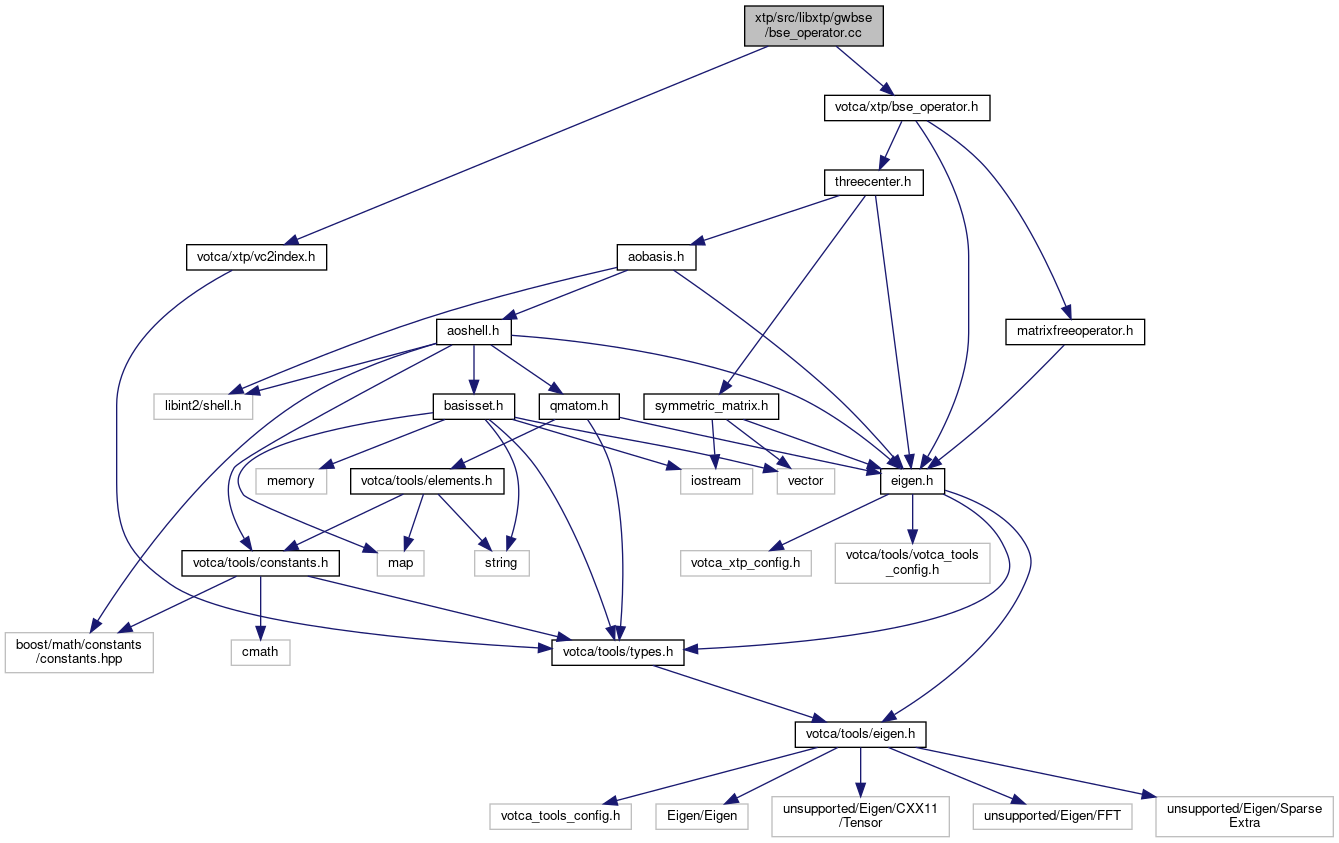 xtp/src/libxtp/gwbse
/bse_operator.cc
votca/xtp/bse_operator.h
threecenter.h
votca/xtp/vc2index.h
aobasis.h
aoshell.h
matrixfreeoperator.h
libint2/shell.h
basisset.h
qmatom.h
symmetric_matrix.h
memory
votca/tools/elements.h
iostream
vector
eigen.h
votca/tools/constants.h
map
string
votca_xtp_config.h
votca/tools/votca_tools
_config.h
boost/math/constants
/constants.hpp
cmath
votca/tools/types.h
votca/tools/eigen.h
votca_tools_config.h
Eigen/Eigen
unsupported/Eigen/CXX11
/Tensor
unsupported/Eigen/FFT
unsupported/Eigen/Sparse
Extra